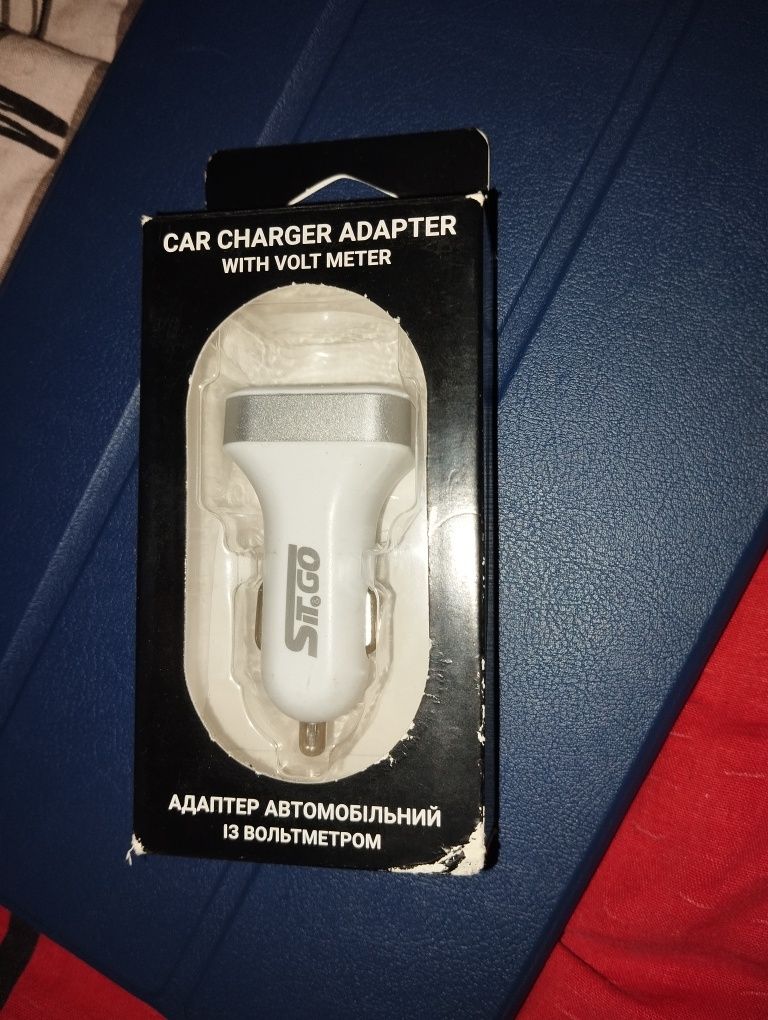 CAR CHARGER ADAPTER
WITH VOLT METER
SIT.GO
АДАПТЕР АВТОМОБІЛЬНИЙ
ІЗ ВОЛЬТМЕТРОМ